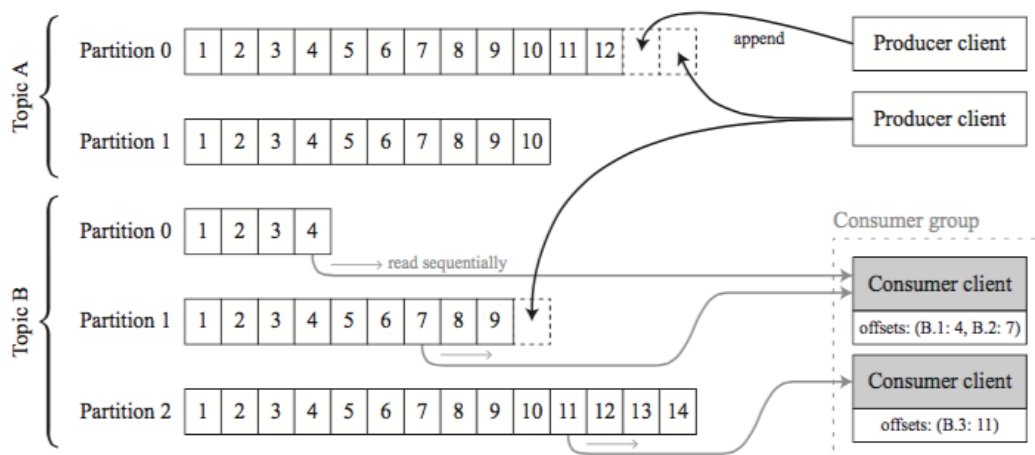 Topic A
Partition 0
1 2 3 4 5 6 7 8 9 10 11 12
append
Producer client
Producer client
Partition 1
1 2 3 4 5 6 7 8 9 10
Topic B
Partition 0
1 2 3 4
read sequentially
Consumer group
Consumer client
offsets: (B.1: 4, B.2: 7)
Partition 1
1 2 3 4 5 6 7 8 9
Consumer client
offsets: (B.3: 11)
Partition 2
1 2 3 4 5 6 7 8 9 10 11 12 13 14